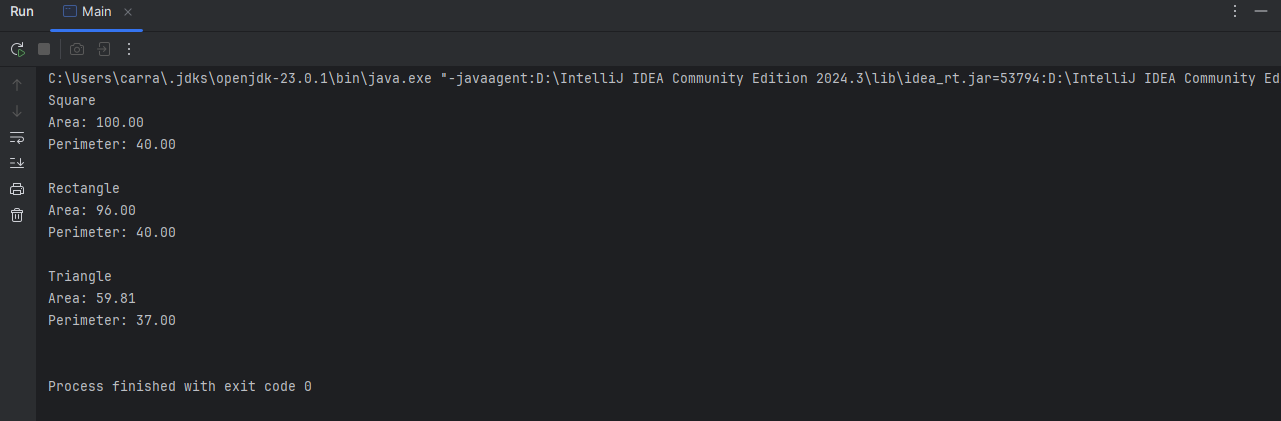 Run Main
C:\Users\carra\.jdks\openjdk-23.0.1\bin\java.exe "-javaagent:D:\IntelliJ IDEA Community Edition 2024.3\lib\idea_rt.jar=53794:D:\IntelliJ IDEA Community Ed
Square
Area: 100.00
Perimeter: 40.00
Rectangle
Area: 96.00
Perimeter: 40.00
Triangle
Area: 59.81
Perimeter: 37.00
Process finished with exit code 0